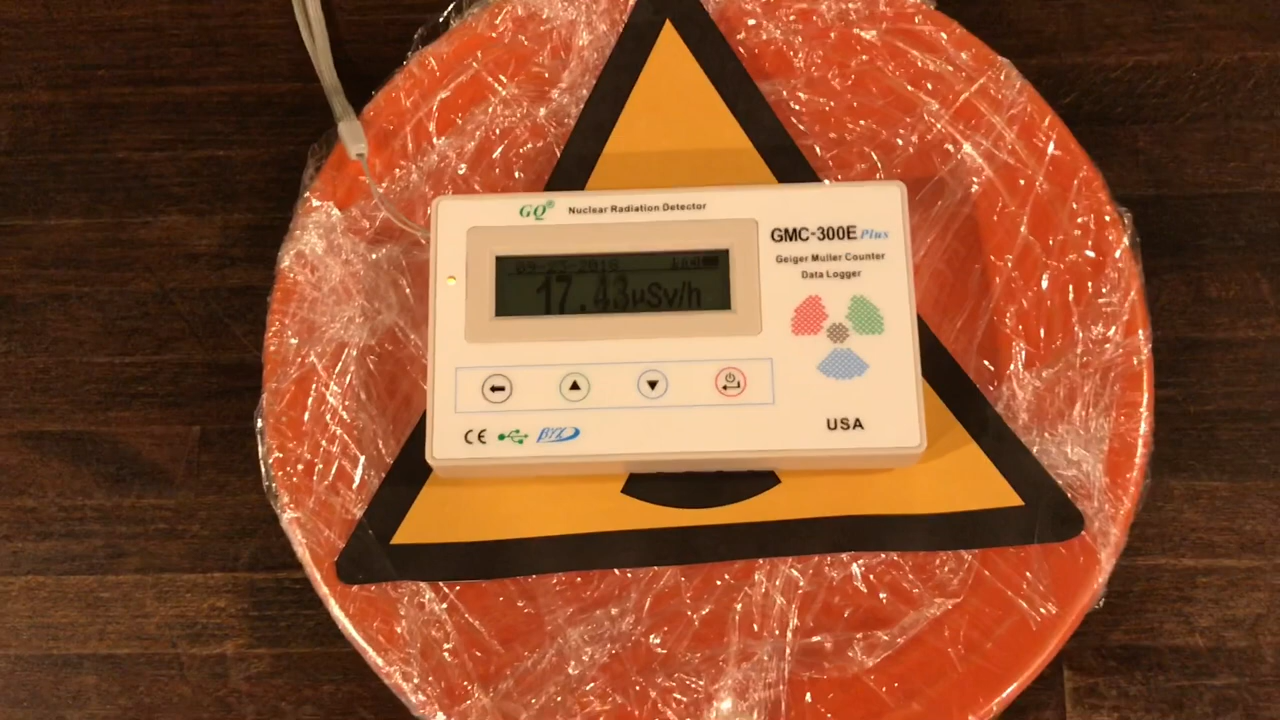 GQ® Nuclear Radiation Detector
17.43µSv/h
GMC-300E Plus
Geiger Muller Counter
Data Logger
CE
USA